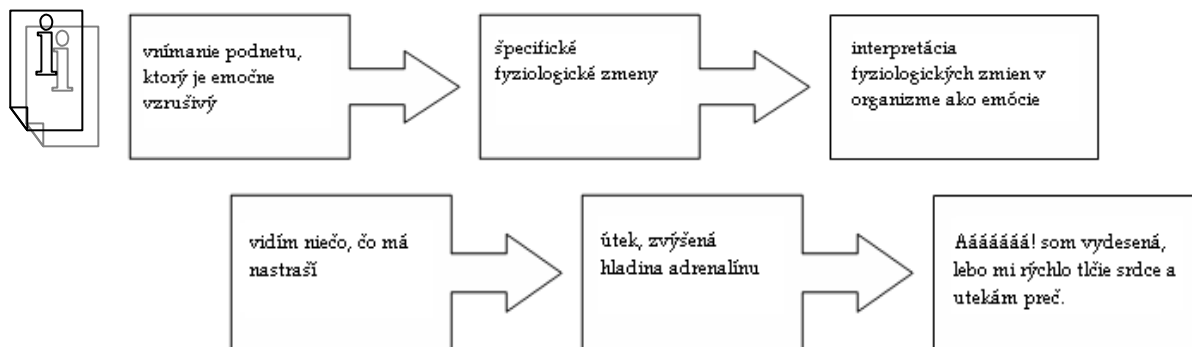 vnímanie podnetu,
ktorý je emočne
vzrušivý
špecifické
fyziologické zmeny
interpretácia
fyziologických zmien v
organizme ako emócie
vidím niečo, čo má
nastraší
útek, zvýšená
hladina adrenalínu
Aááááááá! som vydesená,
lebo mi rýchlo tlčie srdce a
utekám preč.